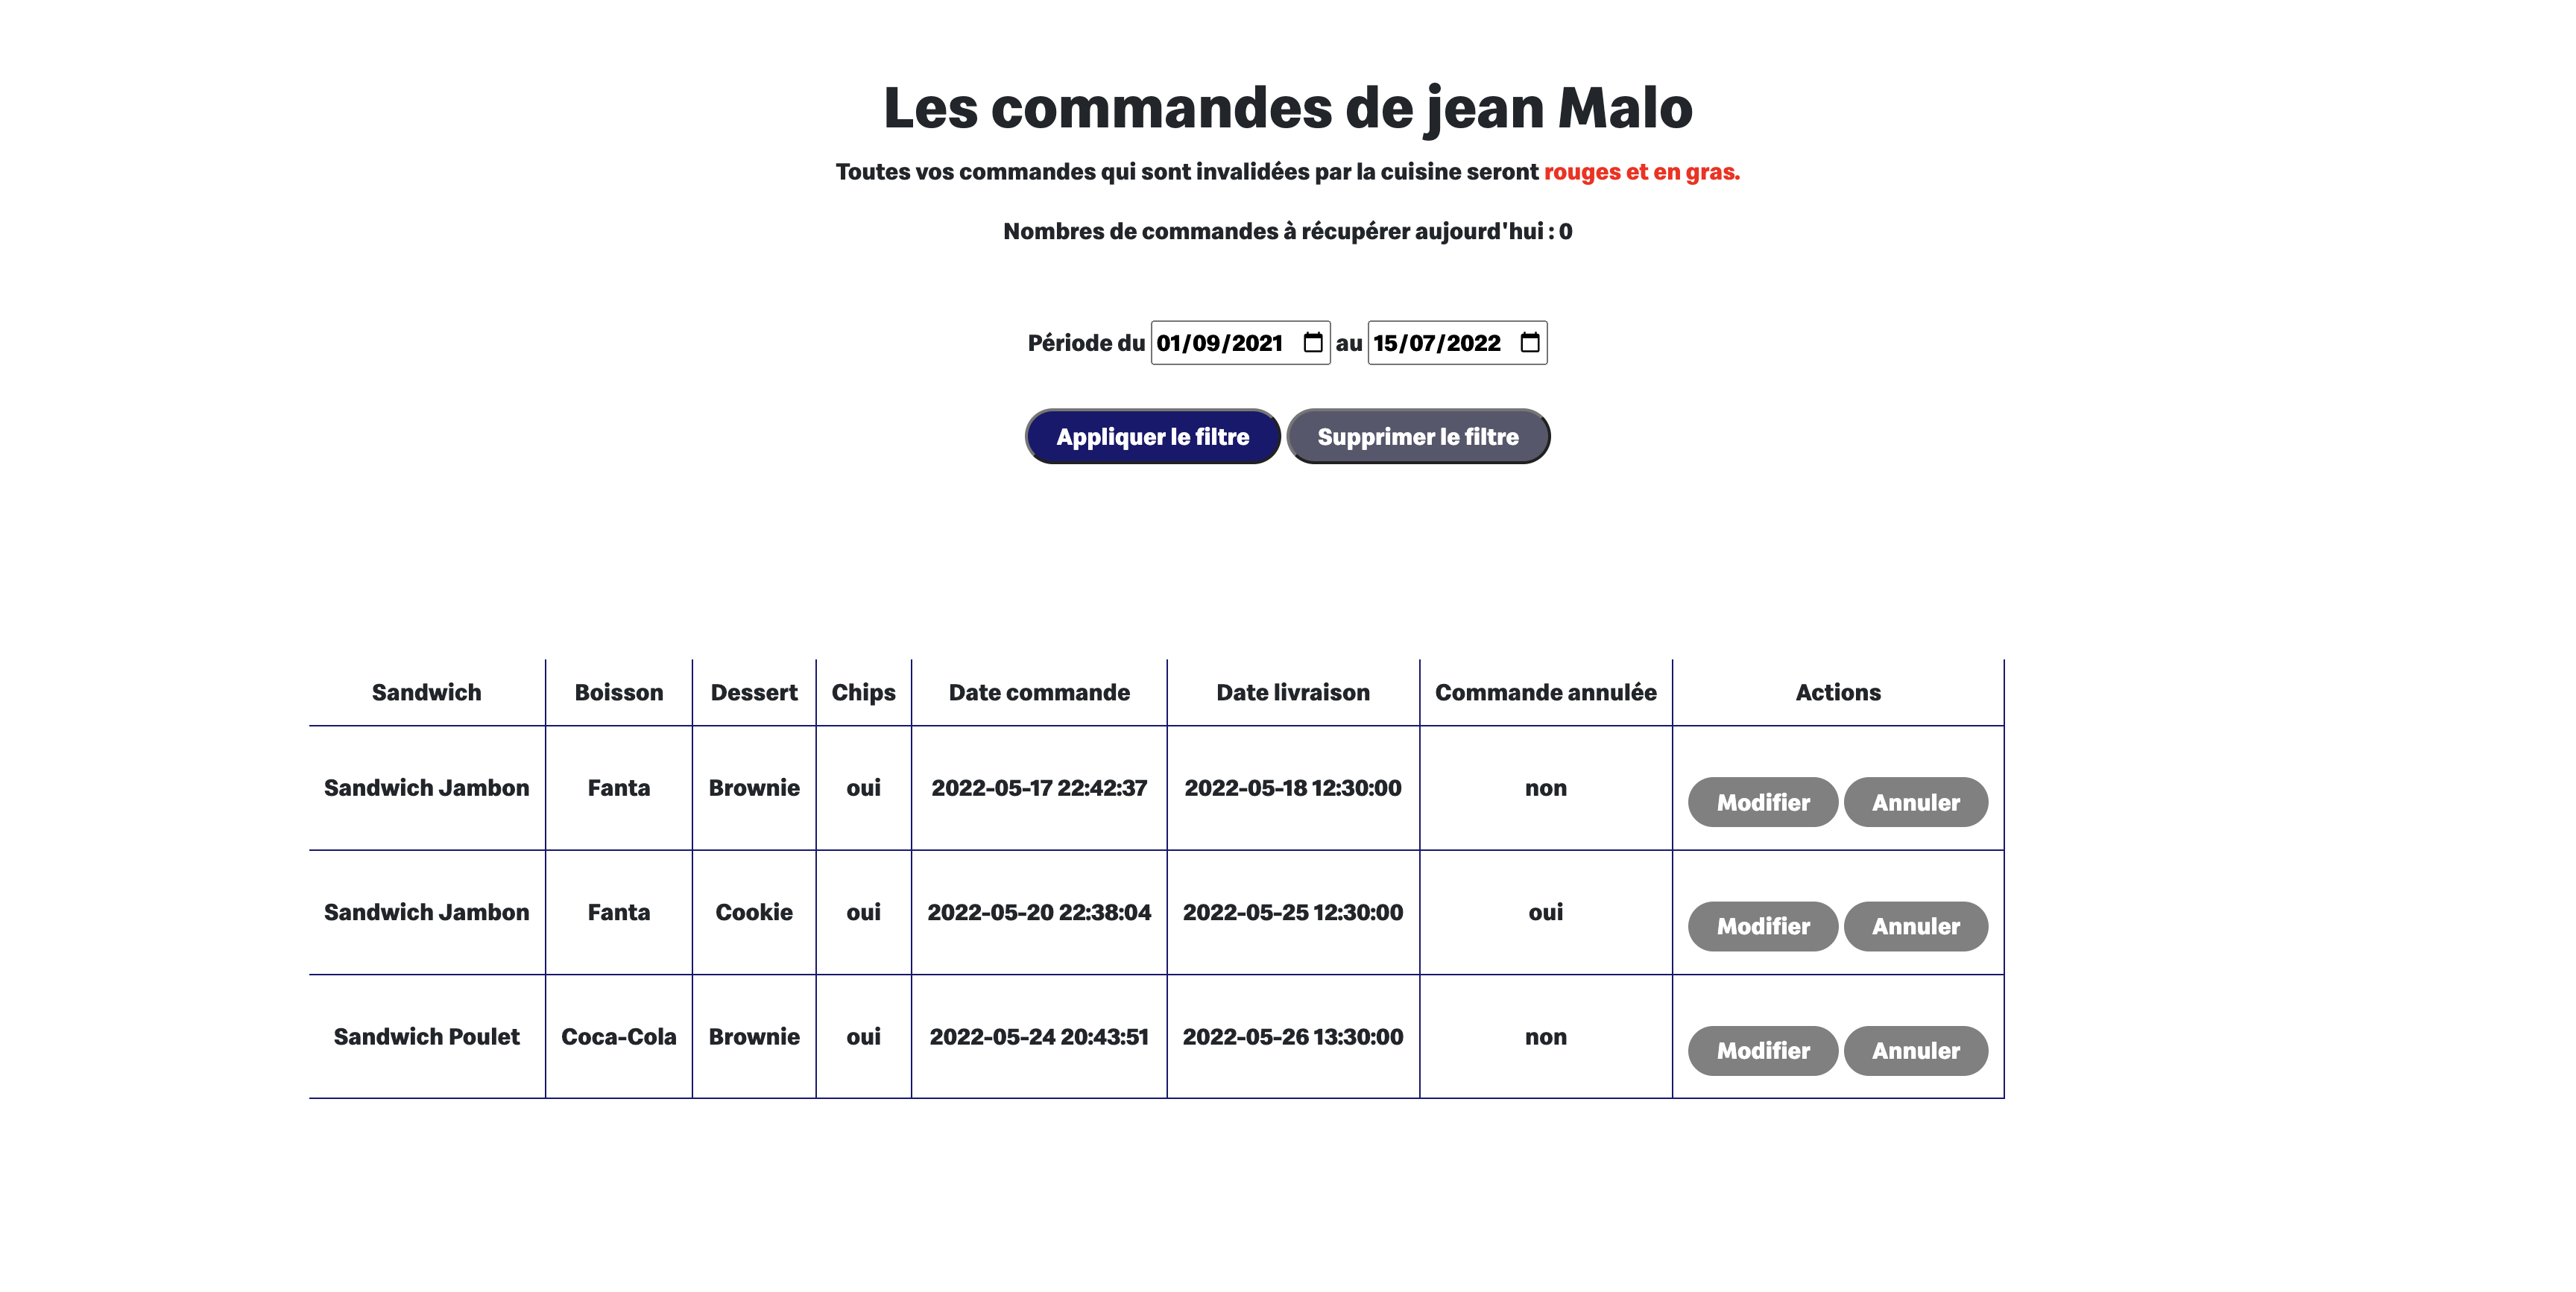 Les commandes de jean Malo
Toutes vos commandes qui sont invalidées par la cuisine seront rouges et en gras.
Nombres de commandes à récupérer aujourd'hui : 0
Période du 01/09/2021 au 15/07/2022
Appliquer le filtre Supprimer le filtre
Sandwich Boisson Dessert Chips Date commande Date livraison Commande annulée Actions
Sandwich Jambon Fanta Brownie oui 2022-05-17 22:42:37 2022-05-18 12:30:00 non Modifier Annuler
Sandwich Jambon Fanta Cookie oui 2022-05-20 22:38:04 2022-05-25 12:30:00 oui Modifier Annuler
Sandwich Poulet Coca-Cola Brownie oui 2022-05-24 20:43:51 2022-05-26 13:30:00 non Modifier Annuler